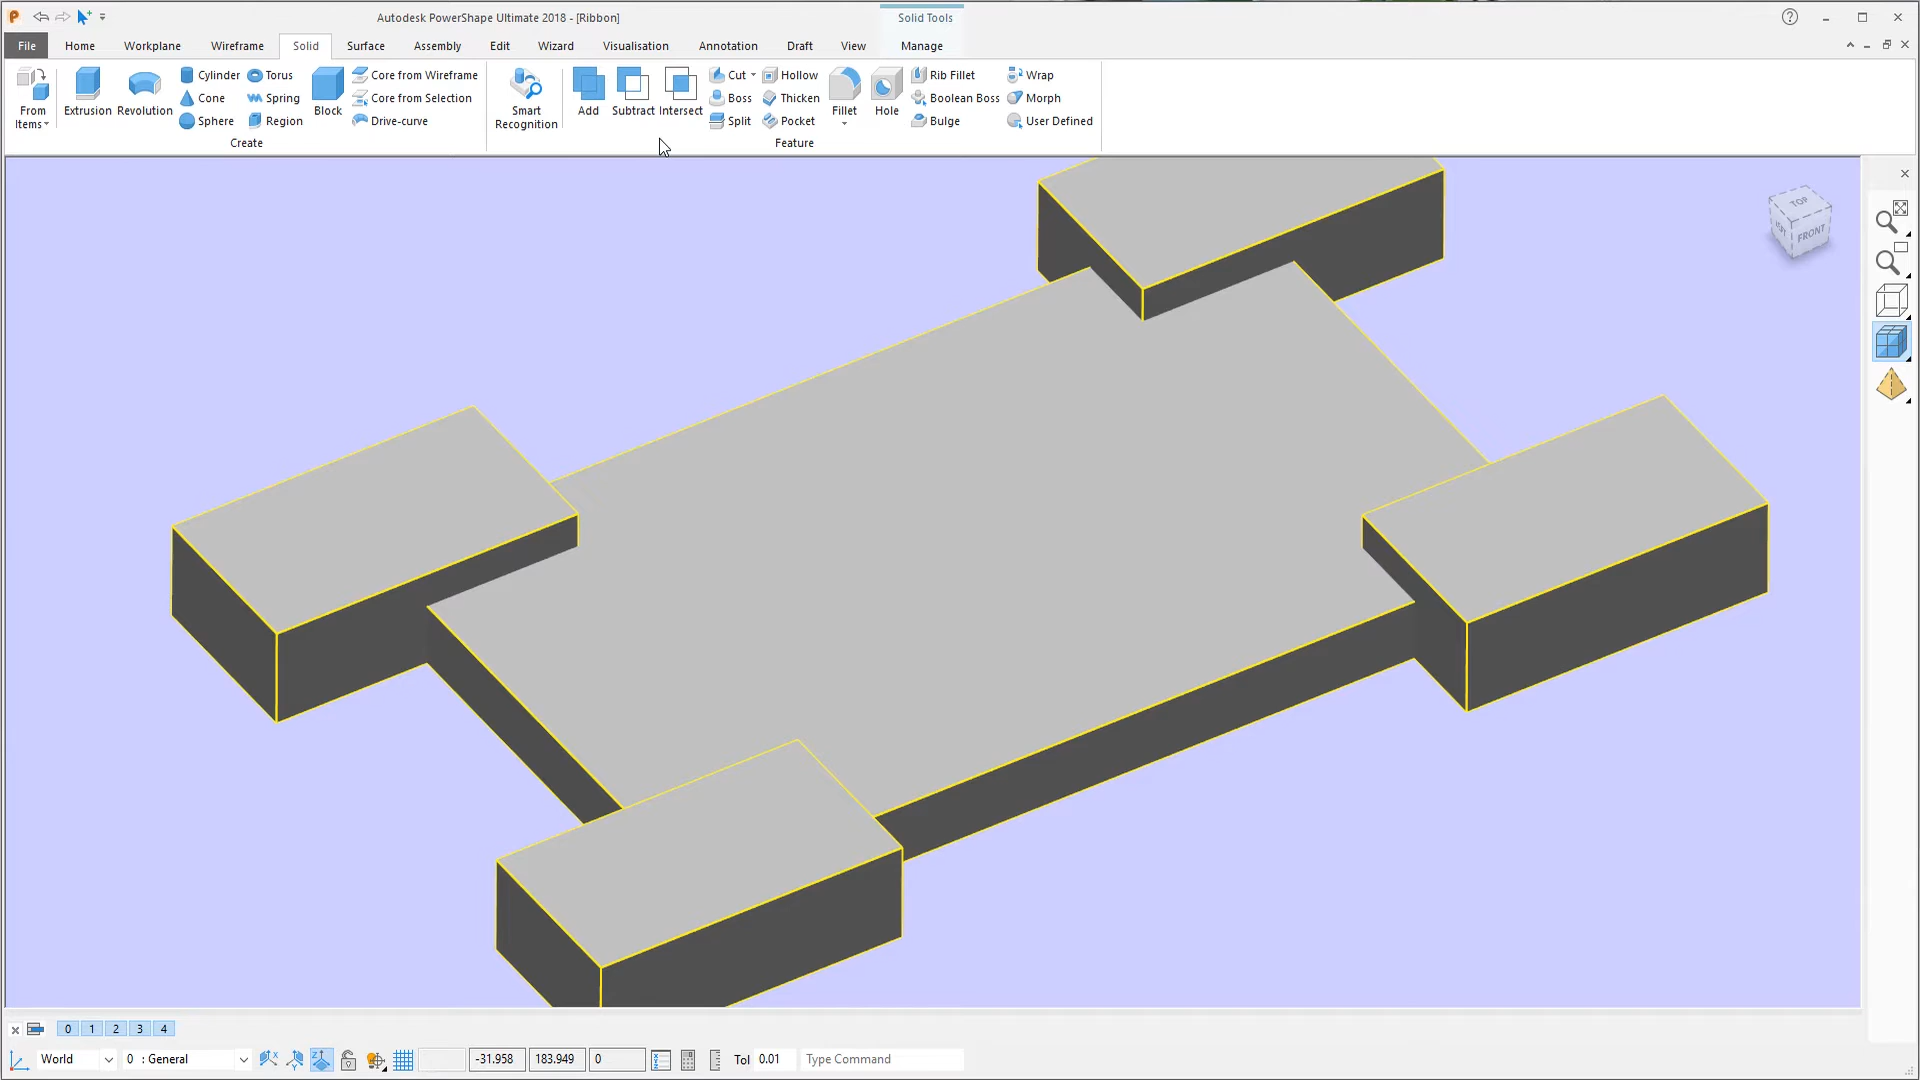 Autodesk PowerShape Ultimate 2018 - [Ribbon]
Solid Tools
File Home Workplane Wireframe Solid Surface Assembly Edit Wizard Visualisation Annotation Draft View Manage
From Items
Extrusion
Revolution
Cylinder
Cone
Sphere
Torus
Spring
Region
Block
Core from Wireframe
Core from Selection
Drive-curve
Create
Smart Recognition
Add
Subtract
Intersect
Cut
Boss
Split
Hollow
Thicken
Pocket
Fillet
Hole
Rib Fillet
Boolean Boss
Bulge
Wrap
Morph
User Defined
Feature
TOP
LEFT
FRONT
0 1 2 3 4
World 0 : General -31.958 183.949 0 Tol 0.01 Type Command